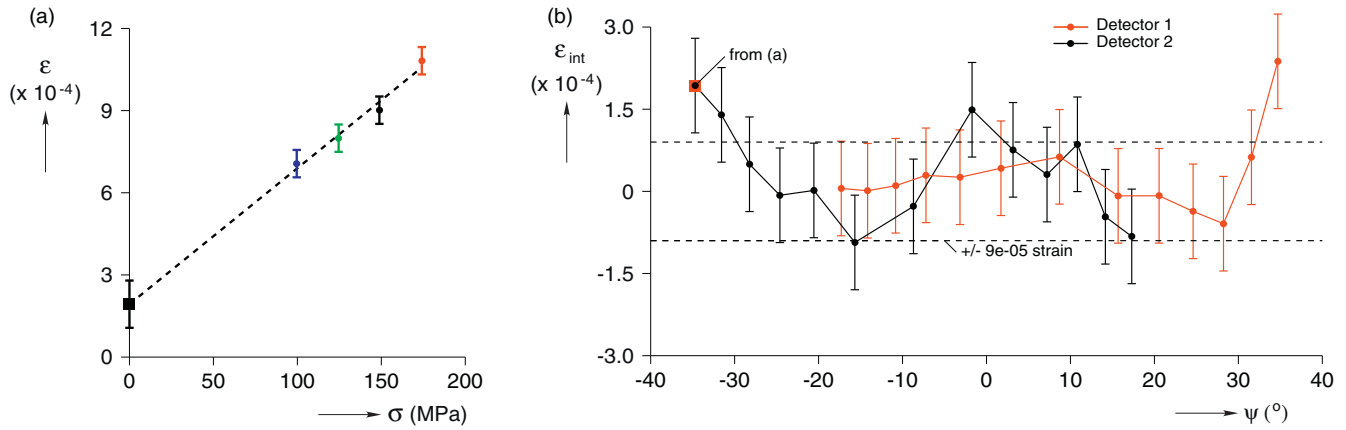 (a)
12
9
6
3
0
ε
(x 10-4)
0
50
100
150
200
σ (MPa)
(b)
3.0
1.5
0
-1.5
-3.0
εint
(x 10-4)
from (a)
Detector 1
Detector 2
+/- 9e-05 strain
-40
-30
-20
-10
0
10
20
30
40
ψ (o)